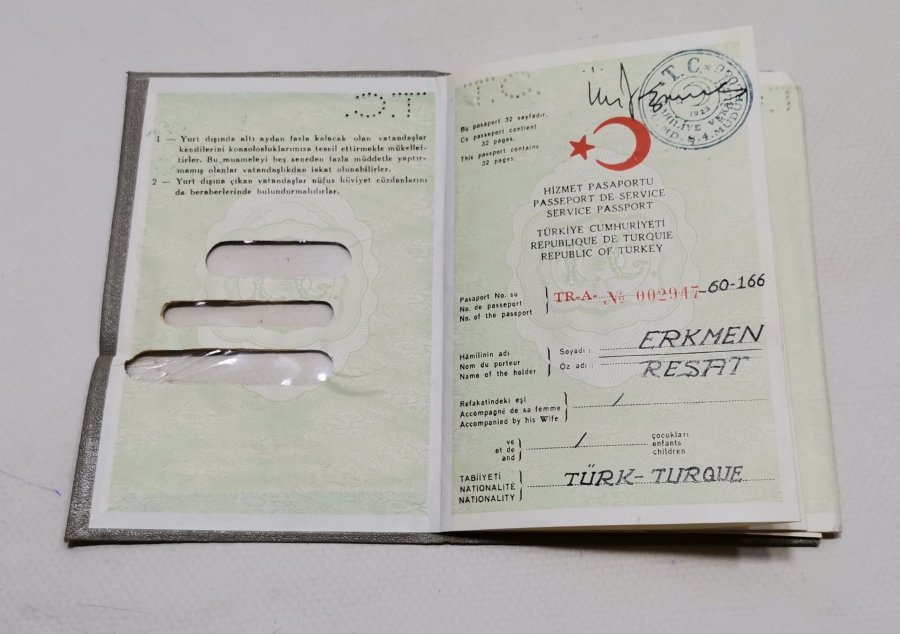 T.C.
1 — Yurt dışında altı aydan fazla kalacak olan vatandaşlar
kendilerini konsolosluklarımıza tescil ettirmekle mükellef-
tirler. Bu muameleyi beş seneden fazla müddetle yaptır-
mamış olanlar vatandaşlıktan iskat olunabilirler.
2 — Yurt dışına çıkan vatandaşlar nüfus hüviyet cüzdanlarını
da beraberlerinde bulundurmalıdırlar.
T.C.
T. C.
1923
Bu pasaport 32 sayfadır.
Ce passeport contient
32 pages.
This passport contains
32 pages.
HİZMET PASAPORTU
PASSEPORT DE SERVICE
SERVICE PASSPORT
TÜRKİYE CUMHURİYETİ
REPUBLIQUE DE TURQUIE
REPUBLIC OF TURKEY
Pasaport No. su
No. de passeport
No. of the passport
TR-A- № 002947-60-166
Hâmilinin adı
Nom du porteur
Name of the holder
Soyadı : ERKMEN
Öz adı : RESAT
Refakatindeki eşi
Accompagné de sa femme
Accompanied by his Wife
/
ve
et de
and
/
çocukları
enfants
children
TABİİYETİ
NATIONALITÉ
NATIONALITY
TÜRK-TURQUE